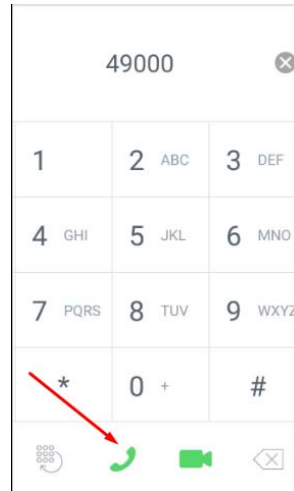 49000
1 2 ABC 3 DEF
4 GHI 5 JKL 6 MNO
7 PQRS 8 TUV 9 WXYZ
* 0 + #